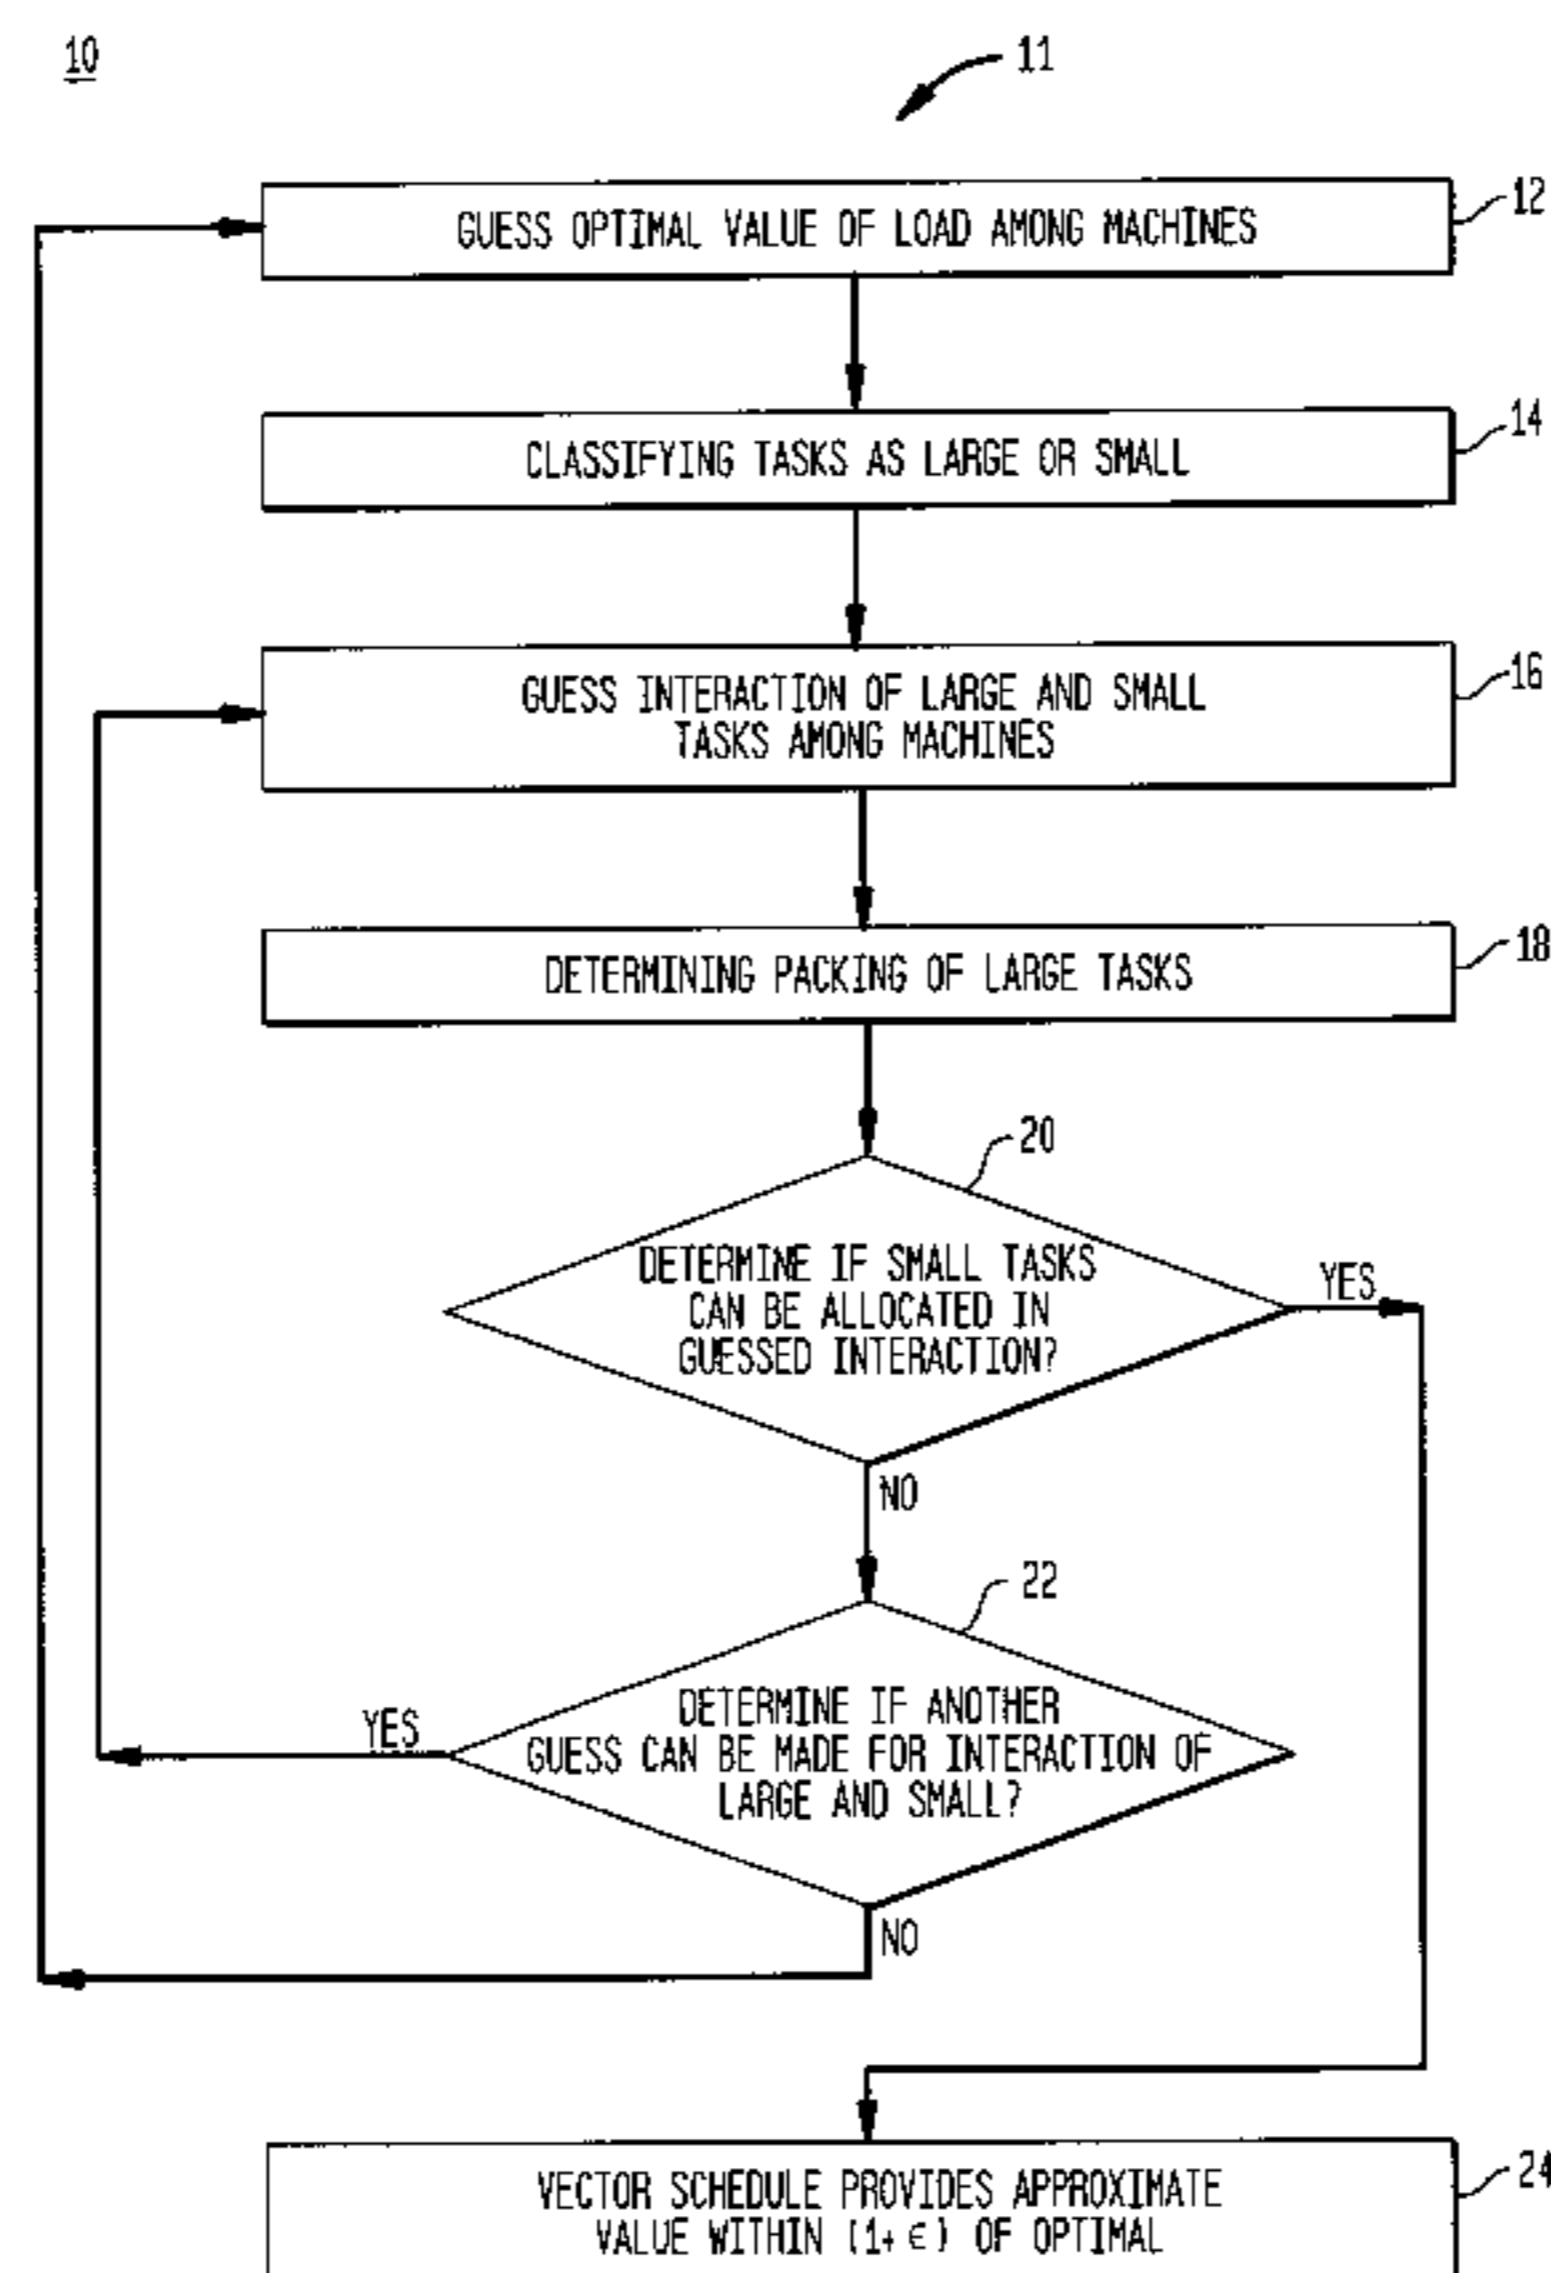 10
11
GUESS OPTIMAL VALUE OF LOAD AMONG MACHINES
12
CLASSIFYING TASKS AS LARGE OR SMALL
14
GUESS INTERACTION OF LARGE AND SMALL
TASKS AMONG MACHINES
16
DETERMINING PACKING OF LARGE TASKS
18
20
DETERMINE IF SMALL TASKS
CAN BE ALLOCATED IN
GUESSED INTERACTION?
YES
NO
22
DETERMINE IF ANOTHER
GUESS CAN BE MADE FOR INTERACTION OF
LARGE AND SMALL?
YES
NO
VECTOR SCHEDULE PROVIDES APPROXIMATE
VALUE WITHIN (1+ ∈) OF OPTIMAL
24